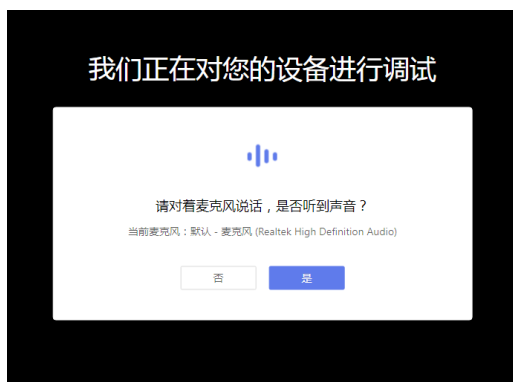 我们正在对您的设备进行调试
请对着麦克风说话，是否听到声音？
当前麦克风：默认 - 麦克风 (Realtek High Definition Audio)
否
是